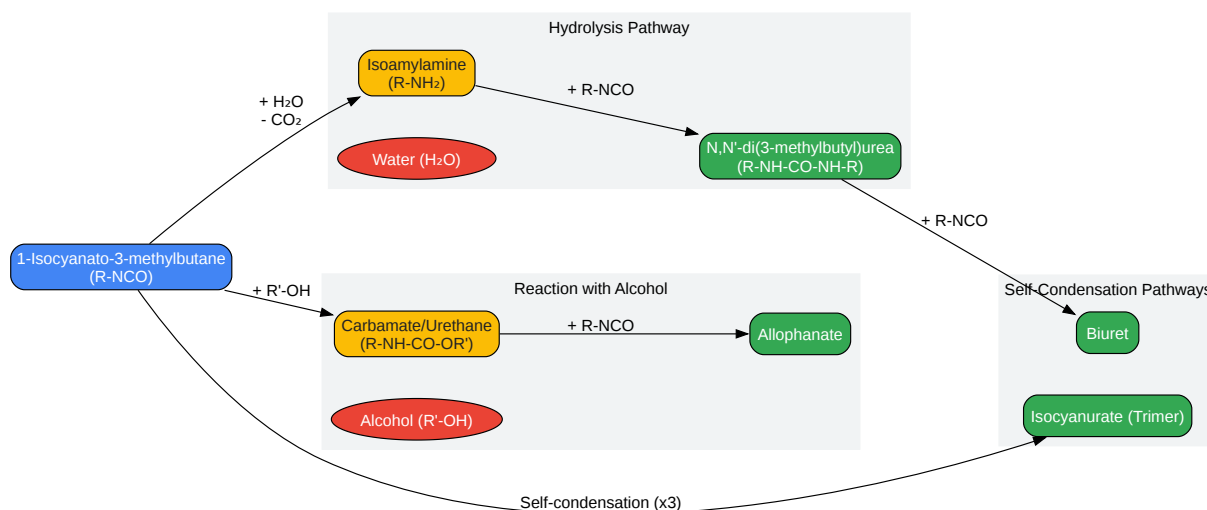 Hydrolysis Pathway
Isoamylamine
(R-NH₂)
+ R-NCO
+ H₂O
- CO₂
Water (H₂O)
N,N'-di(3-methylbutyl)urea
(R-NH-CO-NH-R)
+ R-NCO
1-Isocyanato-3-methylbutane
(R-NCO)
+ R'-OH
Reaction with Alcohol
Self-Condensation Pathways
Carbamate/Urethane
(R-NH-CO-OR')
+ R-NCO
Allophanate
Biuret
Alcohol (R'-OH)
Isocyanurate (Trimer)
Self-condensation (x3)